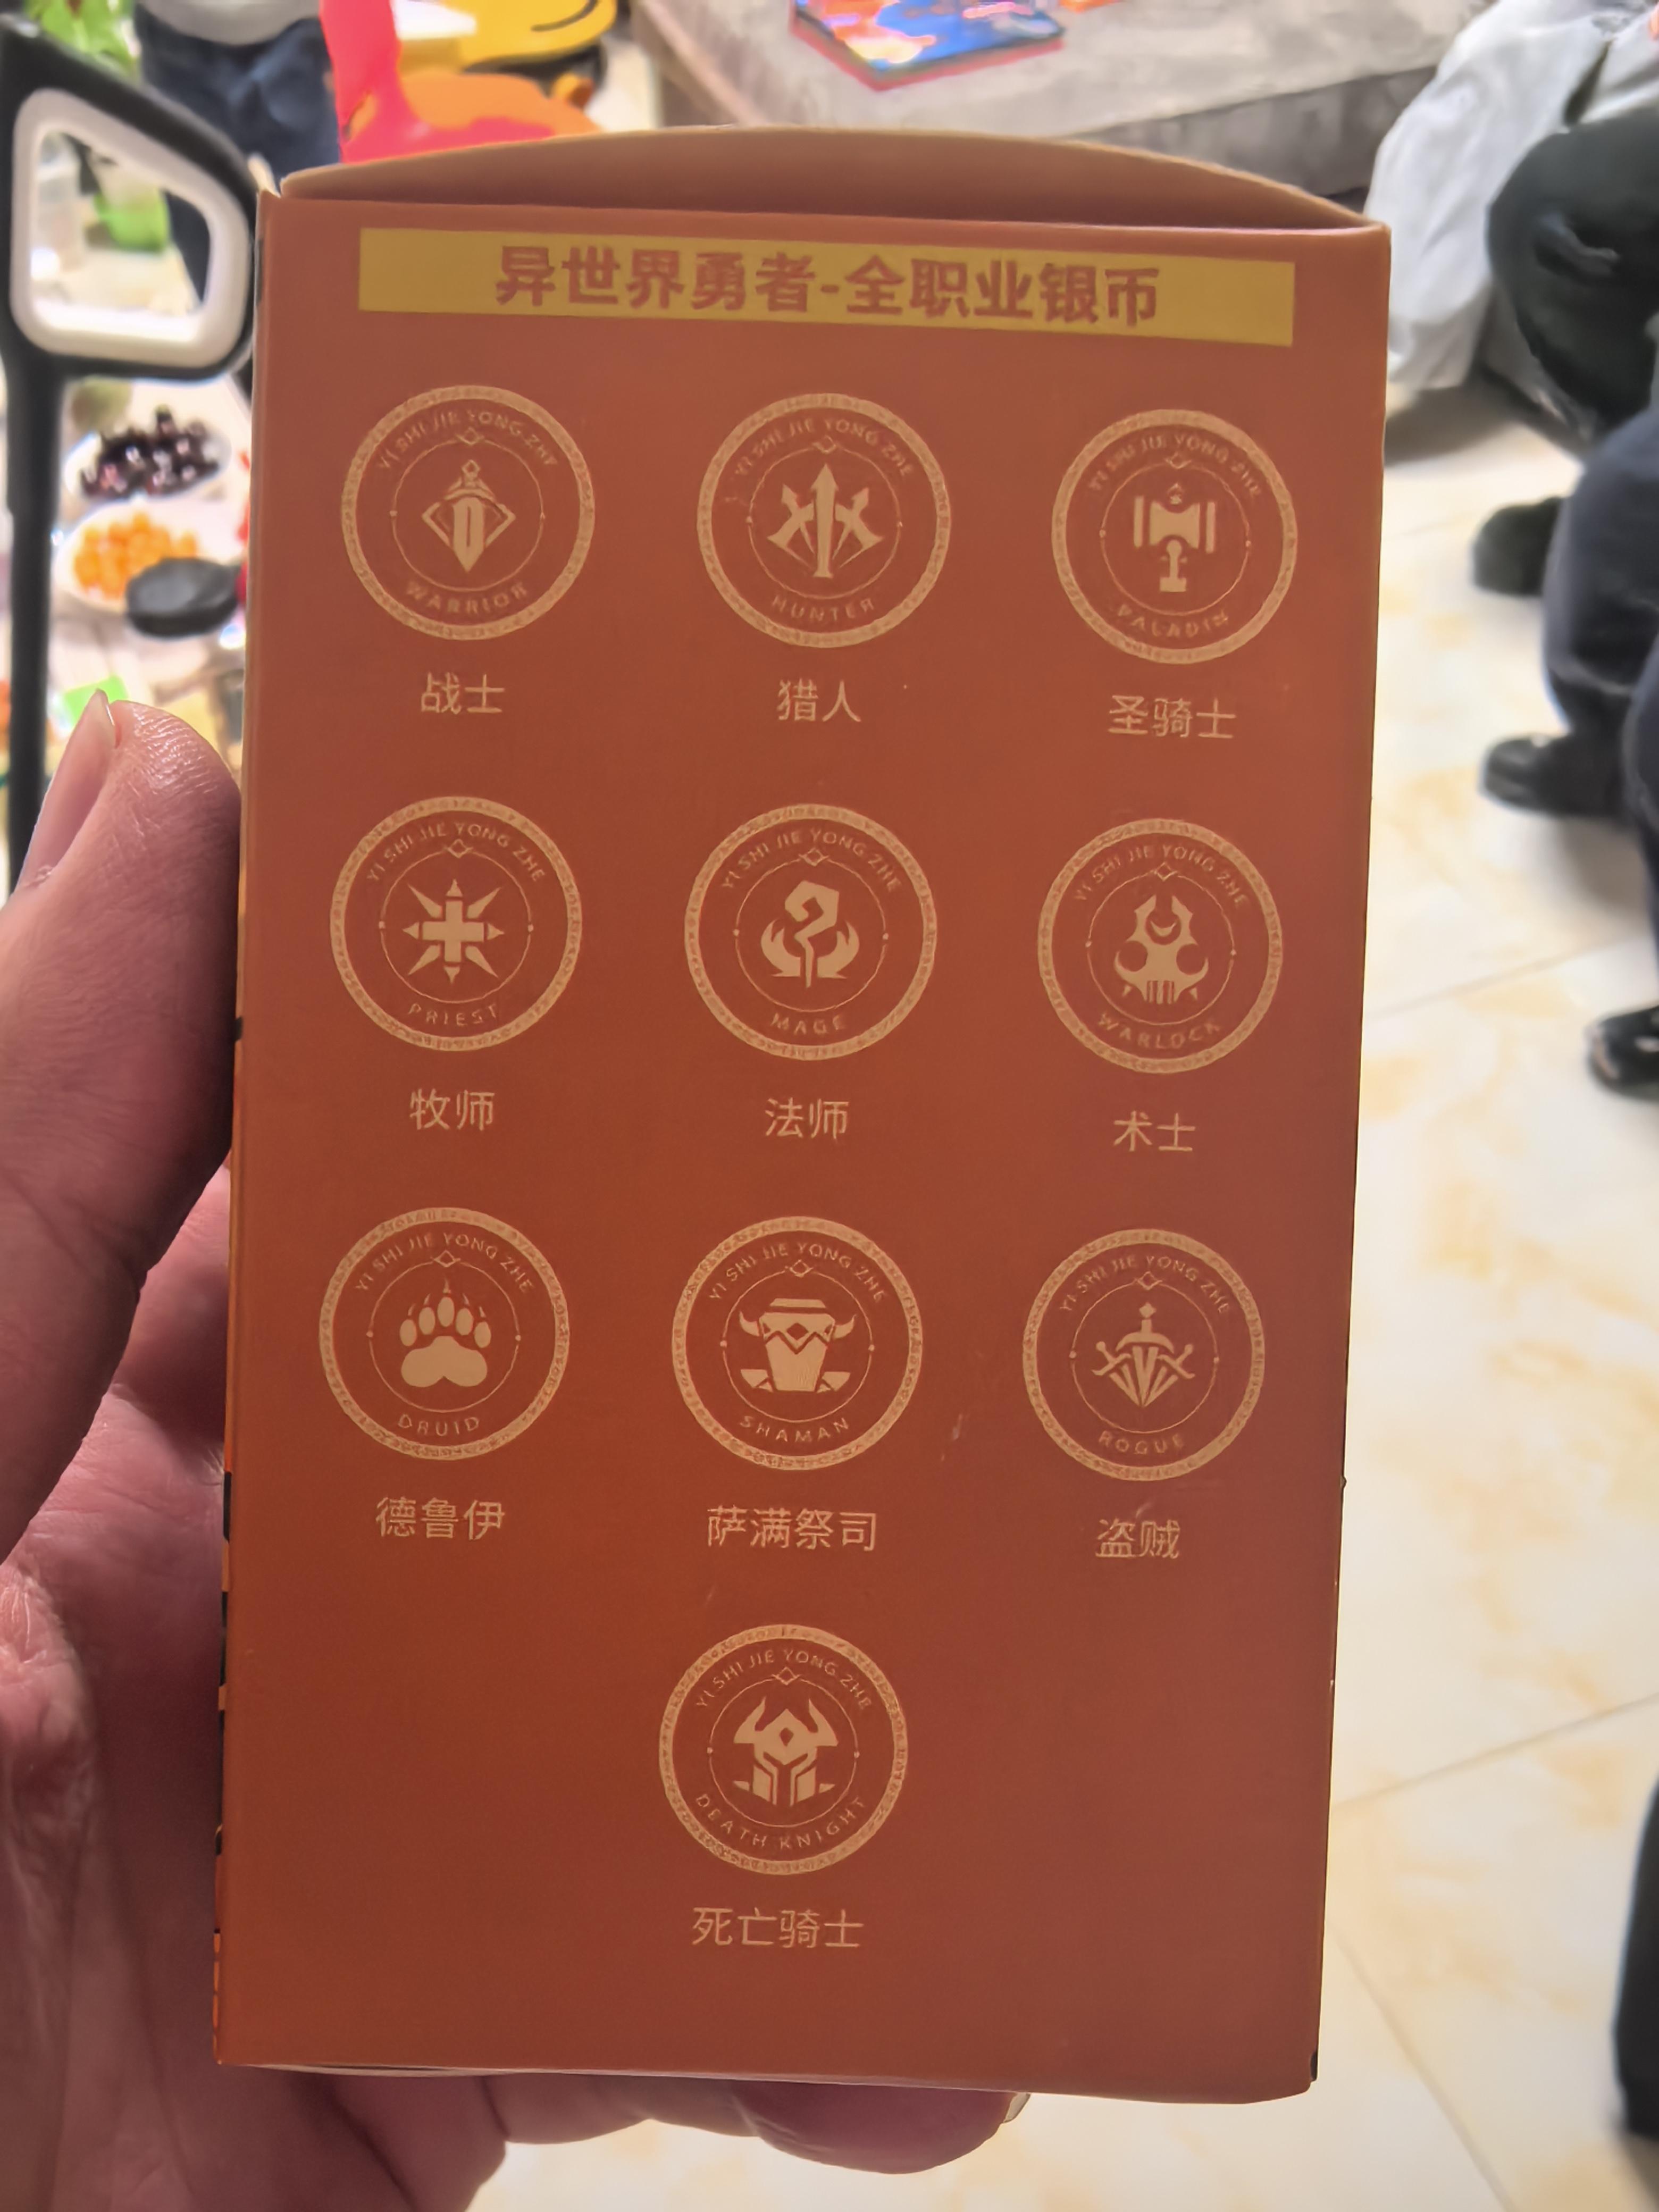 异世界勇者-全职业银币
YI SHI JIE YONG ZHE
WARRIOR
战士
YI SHI JIE YONG ZHE
HUNTER
猎人
YI SHI JIE YONG ZHE
PALADIN
圣骑士
YI SHI JIE YONG ZHE
PRIEST
牧师
YI SHI JIE YONG ZHE
MAGE
法师
YI SHI JIE YONG ZHE
WARLOCK
术士
YI SHI JIE YONG ZHE
DRUID
德鲁伊
YI SHI JIE YONG ZHE
SHAMAN
萨满祭司
YI SHI JIE YONG ZHE
ROGUE
盗贼
YI SHI JIE YONG ZHE
DEATH KNIGHT
死亡骑士